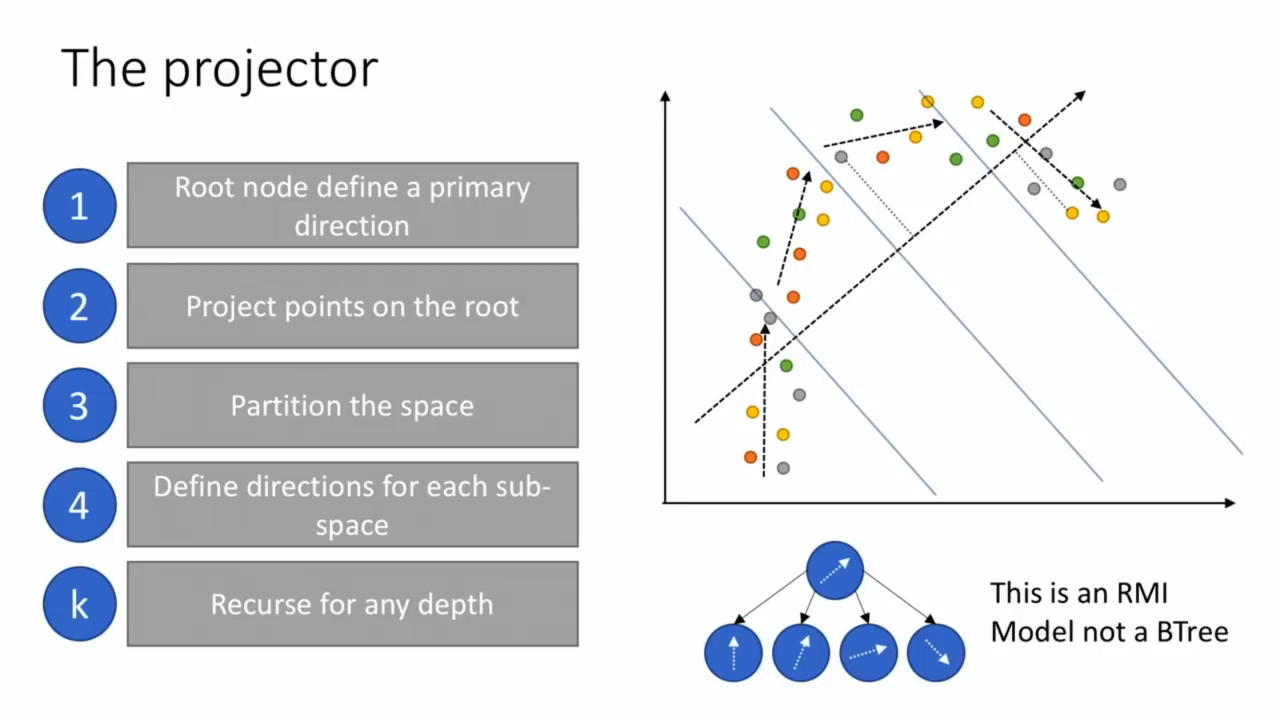 The projector
1
Root node define a primary
direction
2
Project points on the root
3
Partition the space
4
Define directions for each sub-
space
k
Recurse for any depth
This is an RMI
Model not a BTree